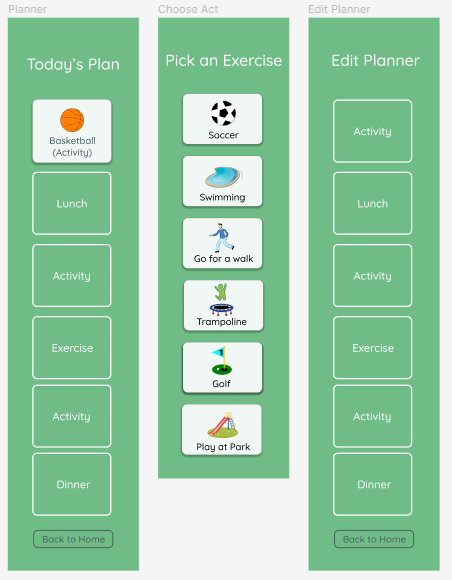 Planner
Today's Plan
Basketball
(Activity)
Lunch
Activity
Exercise
Activity
Dinner
Back to Home
Choose Act
Pick an Exercise
Soccer
Swimming
Go for a walk
Trampoline
Golf
Play at Park
Edit Planner
Edit Planner
Activity
Lunch
Activity
Exercise
Activity
Dinner
Back to Home